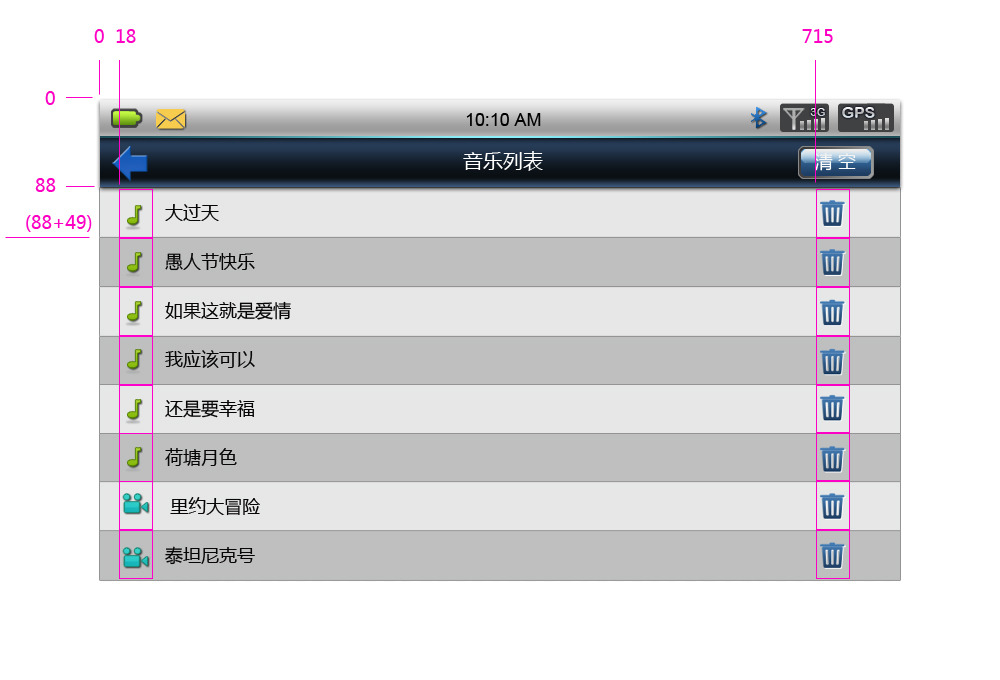 0 18 715
0
10:10 AM 3G GPS
88
音乐列表 清空
(88+49)
大过天
愚人节快乐
如果这就是爱情
我应该可以
还是要幸福
荷塘月色
里约大冒险
泰坦尼克号